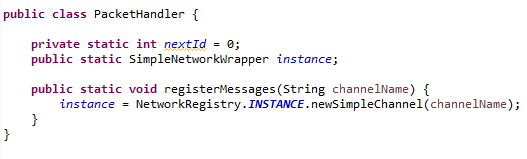 public class PacketHandler {
private static int nextId = 0;
public static SimpleNetworkWrapper instance;
public static void registerMessages(String channelName) {
instance = NetworkRegistry.INSTANCE.newSimpleChannel(channelName);
}
}